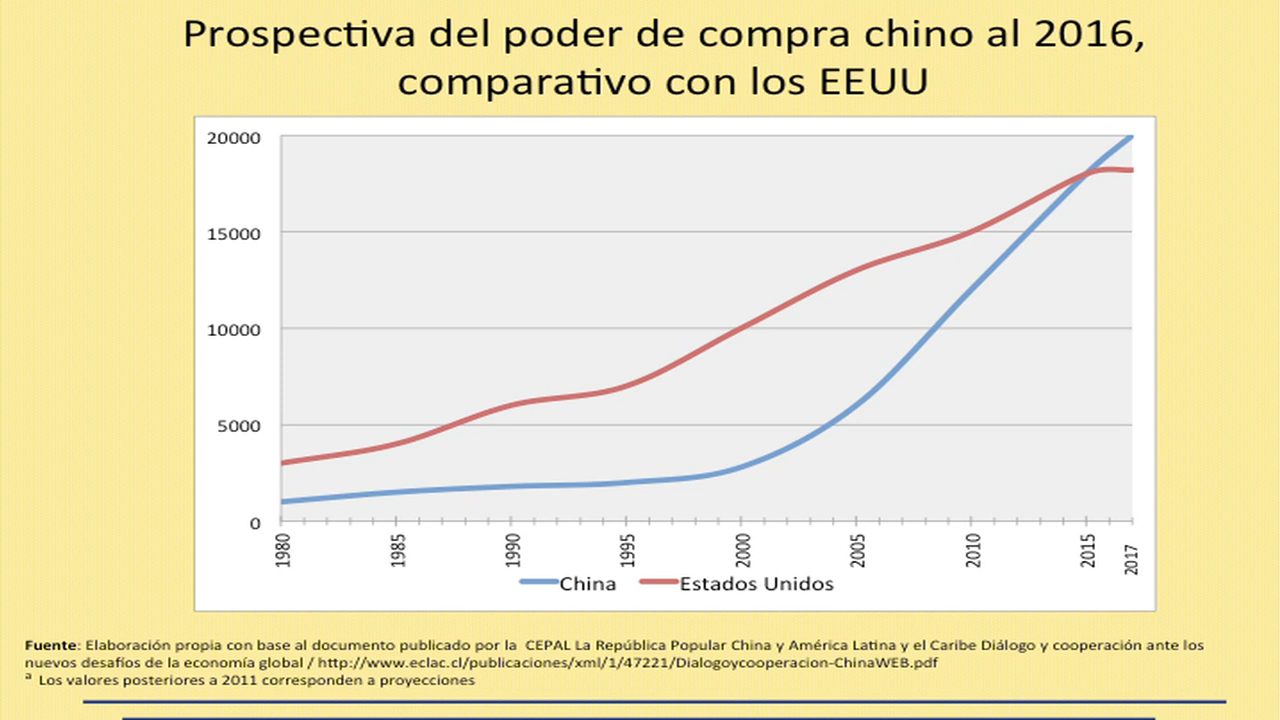 Prospectiva del poder de compra chino al 2016,
comparativo con los EEUU
20000
15000
10000
5000
0
1980
1985
1990
1995
2000
2005
2010
2015
2017
China
Estados Unidos
Fuente: Elaboración propia con base al documento publicado por la CEPAL La República Popular China y América Latina y el Caribe Diálogo y cooperación ante los
nuevos desafíos de la economía global / http://www.eclac.cl/publicaciones/xml/1/47221/Dialogoycooperacion-ChinaWEB.pdf
a Los valores posteriores a 2011 corresponden a proyecciones